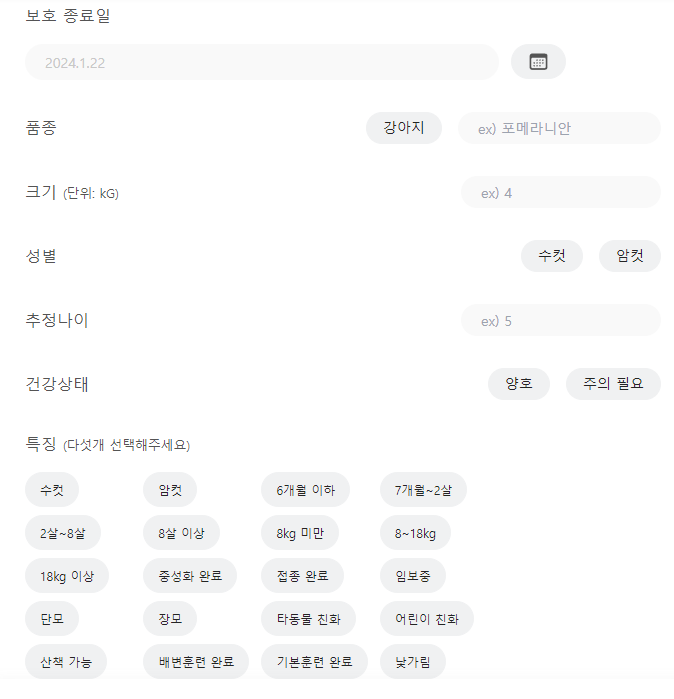 보호 종료일
2024.1.22
품종 강아지 ex) 포메라니안
크기 (단위: kG) ex) 4
성별 수컷 암컷
추정나이 ex) 5
건강상태 양호 주의 필요
특징 (다섯개 선택해주세요)
수컷 암컷 6개월 이하 7개월~2살
2살~8살 8살 이상 8kg 미만 8~18kg
18kg 이상 중성화 완료 접종 완료 임보중
단모 장모 타동물 친화 어린이 친화
산책 가능 배변훈련 완료 기본훈련 완료 낯가림